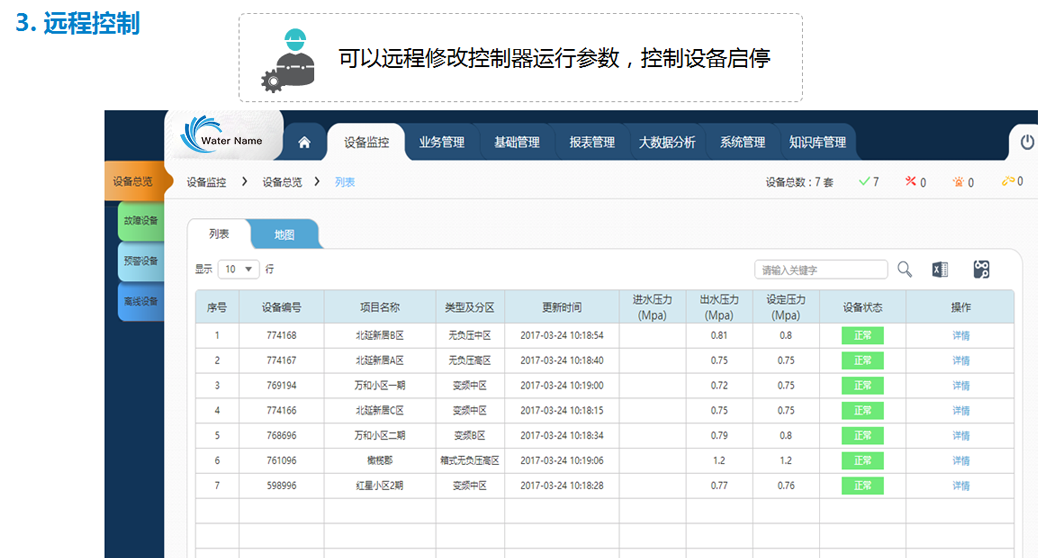 3. 远程控制
可以远程修改控制器运行参数，控制设备启停
Water Name
设备监控 业务管理 基础管理 报表管理 大数据分析 系统管理 知识库管理
设备总览 设备监控 > 设备总览 > 列表 设备总数：7 套 7 0 0 0
故障设备
预警设备
离线设备
列表 地图
显示 10 行 请输入关键字
序号 设备编号 项目名称 类型及分区 更新时间 进水压力(Mpa) 出水压力(Mpa) 设定压力(Mpa) 设备状态 操作
1 774168 北延新居B区 无负压中区 2017-03-24 10:18:54 0.81 0.8 正常 详情
2 774167 北延新居A区 无负压高区 2017-03-24 10:18:40 0.75 0.75 正常 详情
3 769194 万和小区一期 变频中区 2017-03-24 10:19:00 0.72 0.75 正常 详情
4 774166 北延新居C区 变频中区 2017-03-24 10:18:15 0.75 0.75 正常 详情
5 768696 万和小区二期 变频B区 2017-03-24 10:18:34 0.79 0.8 正常 详情
6 761096 橄榄郡 箱式无负压高区 2017-03-24 10:19:06 1.2 1.2 正常 详情
7 598996 红星小区2期 变频中区 2017-03-24 10:18:28 0.77 0.76 正常 详情